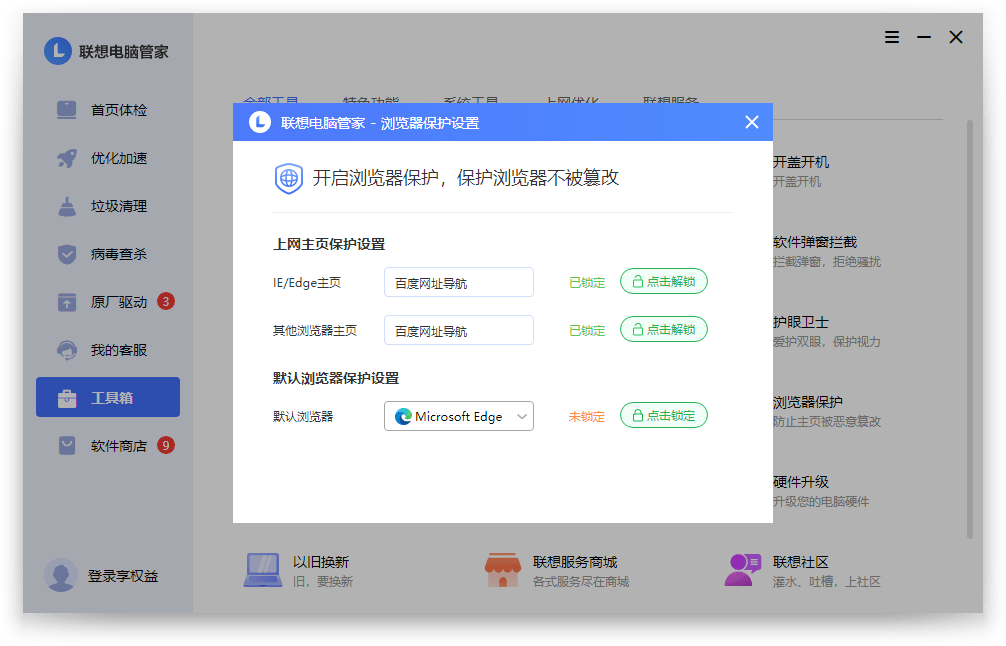 联想电脑管家
首页体检
优化加速
垃圾清理
病毒查杀
原厂驱动 3
我的客服
工具箱
软件商店 9
登录享权益
全部工具 特色功能 系统工具 上网优化 联想服务
联想电脑管家 - 浏览器保护设置
开启浏览器保护，保护浏览器不被篡改
上网主页保护设置
IE/Edge主页 百度网址导航 已锁定 点击解锁
其他浏览器主页 百度网址导航 已锁定 点击解锁
默认浏览器保护设置
默认浏览器 Microsoft Edge 未锁定 点击锁定
开盖开机
开盖开机
软件弹窗拦截
拦截弹窗，拒绝骚扰
护眼卫士
爱护双眼，保护视力
浏览器保护
防止主页被恶意篡改
硬件升级
升级您的电脑硬件
以旧换新
旧，要换新
联想服务商城
各式服务尽在商城
联想社区
灌水、吐槽，上社区